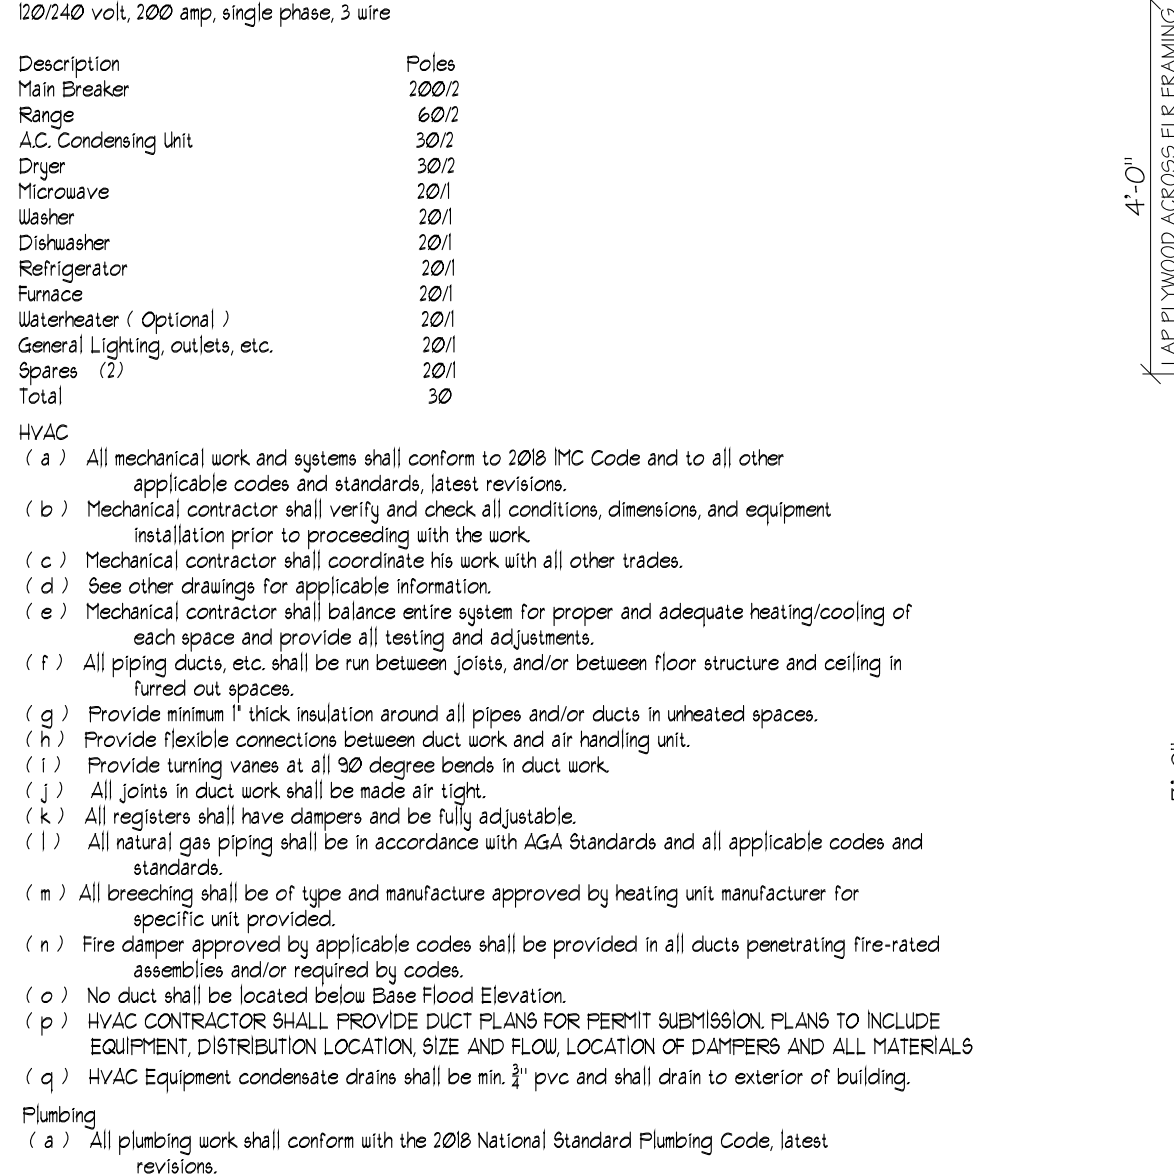 120/240 volt, 200 amp, single phase, 3 wire
Description Poles
Main Breaker 200/2
Range 60/2
A.C. Condensing Unit 30/2
Dryer 30/2
Microwave 20/1
Washer 20/1
Dishwasher 20/1
Refrigerator 20/1
Furnace 20/1
Waterheater ( Optional ) 20/1
General Lighting, outlets, etc. 20/1
Spares (2) 20/1
Total 30
HVAC
( a ) All mechanical work and systems shall conform to 2018 IMC Code and to all other
applicable codes and standards, latest revisions.
( b ) Mechanical contractor shall verify and check all conditions, dimensions, and equipment
installation prior to proceeding with the work.
( c ) Mechanical contractor shall coordinate his work with all other trades.
( d ) See other drawings for applicable information.
( e ) Mechanical contractor shall balance entire system for proper and adequate heating/cooling of
each space and provide all testing and adjustments.
( f ) All piping ducts, etc. shall be run between joists, and/or between floor structure and ceiling in
furred out spaces.
( g ) Provide minimum 1" thick insulation around all pipes and/or ducts in unheated spaces.
( h ) Provide flexible connections between duct work and air handling unit.
( i ) Provide turning vanes at all 90 degree bends in duct work.
( j ) All joints in duct work shall be made air tight.
( k ) All registers shall have dampers and be fully adjustable.
( l ) All natural gas piping shall be in accordance with AGA Standards and all applicable codes and
standards.
( m ) All breeching shall be of type and manufacture approved by heating unit manufacturer for
specific unit provided.
( n ) Fire damper approved by applicable codes shall be provided in all ducts penetrating fire-rated
assemblies and/or required by codes.
( o ) No duct shall be located below Base Flood Elevation.
( p ) HVAC CONTRACTOR SHALL PROVIDE DUCT PLANS FOR PERMIT SUBMISSION. PLANS TO INCLUDE
EQUIPMENT, DISTRIBUTION LOCATION, SIZE AND FLOW, LOCATION OF DAMPERS AND ALL MATERIALS
( q ) HVAC Equipment condensate drains shall be min. 3/4" pvc and shall drain to exterior of building.
Plumbing
( a ) All plumbing work shall conform with the 2018 National Standard Plumbing Code, latest
revisions.
4'-0"
LAP PLYWOOD ACROSS FLR FRAMING